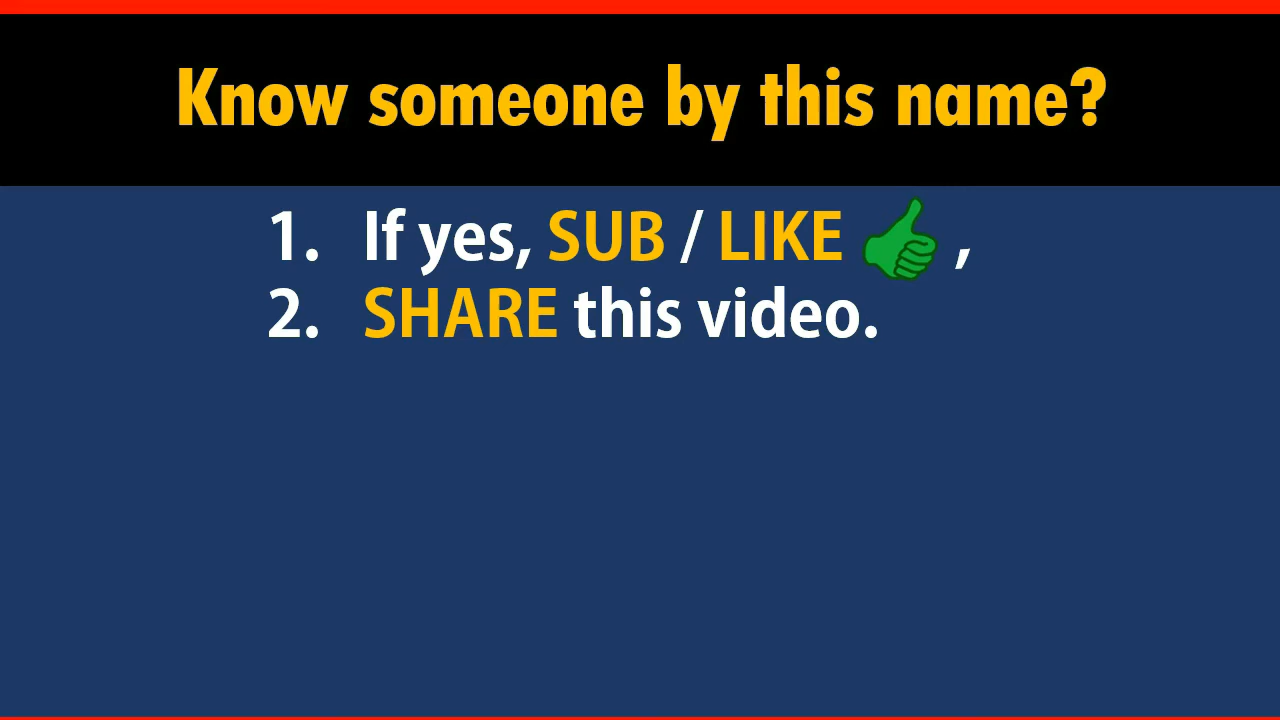 Know someone by this name?
1. If yes, SUB / LIKE ,
2. SHARE this video.